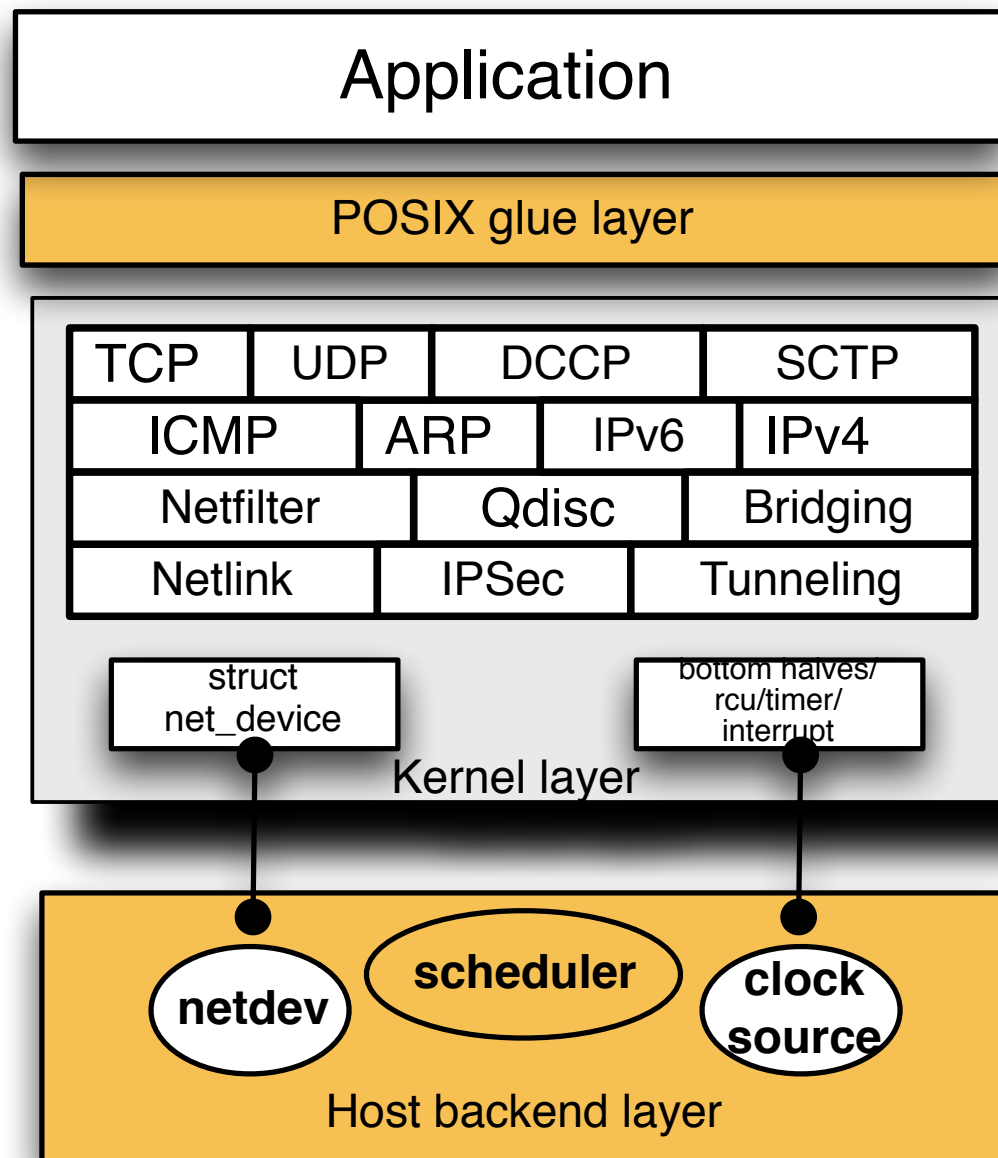 Application
POSIX glue layer
TCP UDP DCCP SCTP
ICMP ARP IPv6 IPv4
Netfilter Qdisc Bridging
Netlink IPSec Tunneling
struct
net_device
bottom halves/
rcu/timer/
interrupt
Kernel layer
netdev
scheduler
clock
source
Host backend layer